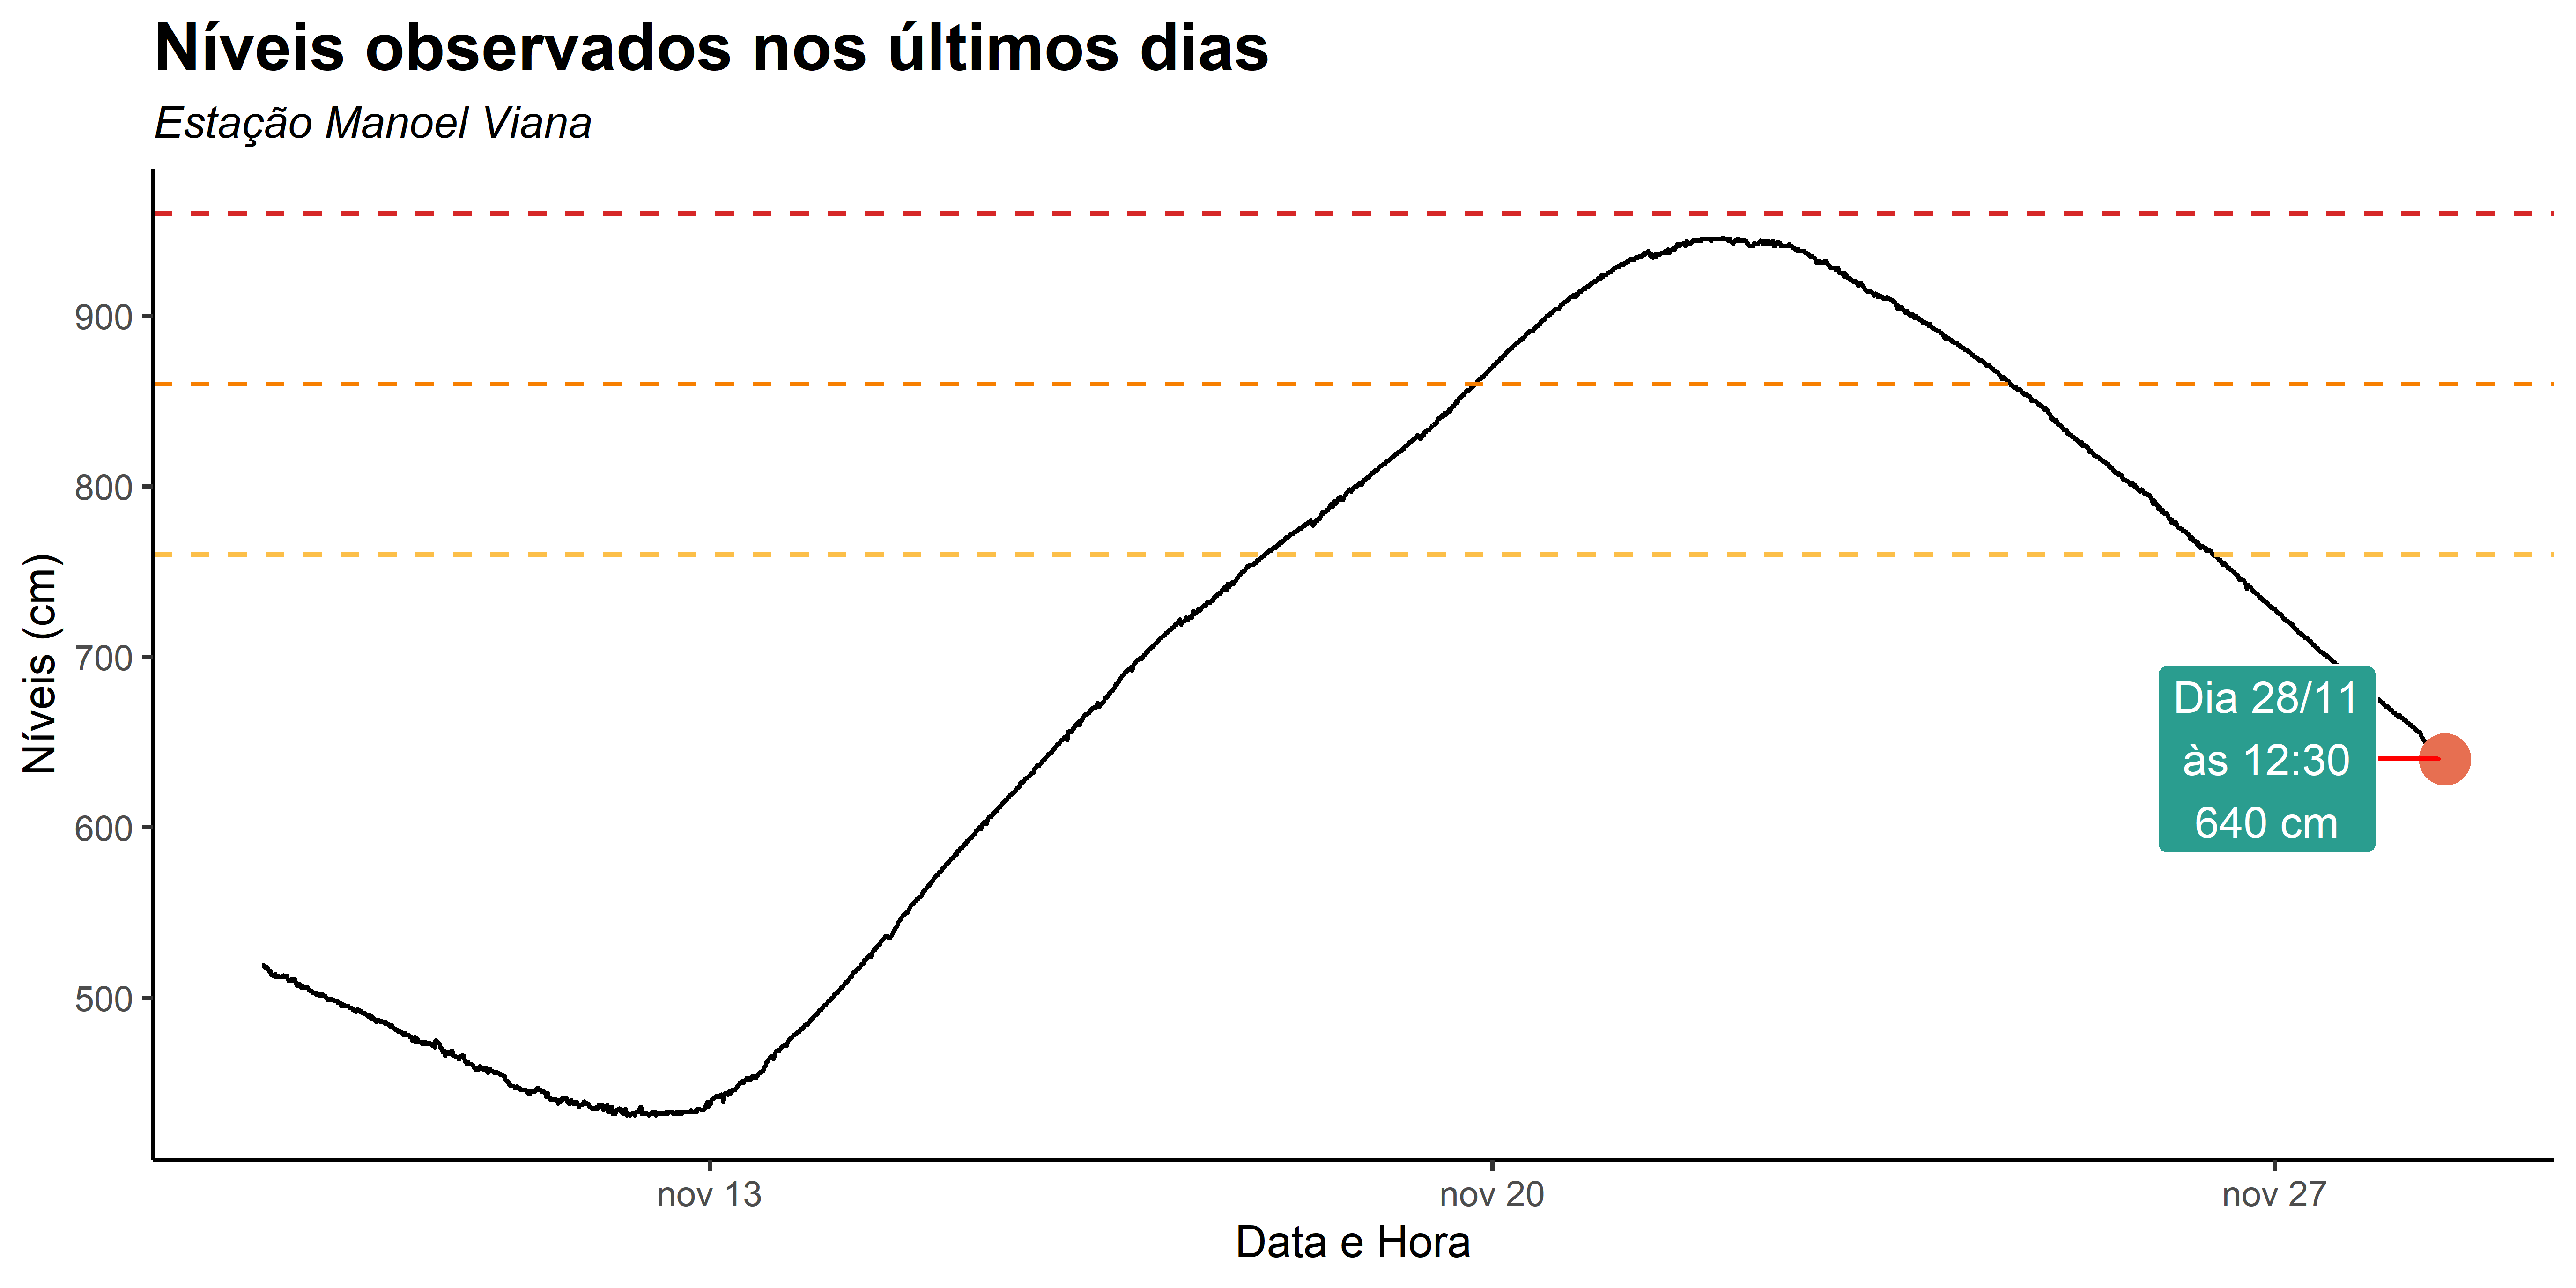 Níveis observados nos últimos dias
Estação Manoel Viana
Níveis (cm)
900
800
700
600
500
Dia 28/11
às 12:30
640 cm
nov 13
nov 20
nov 27
Data e Hora